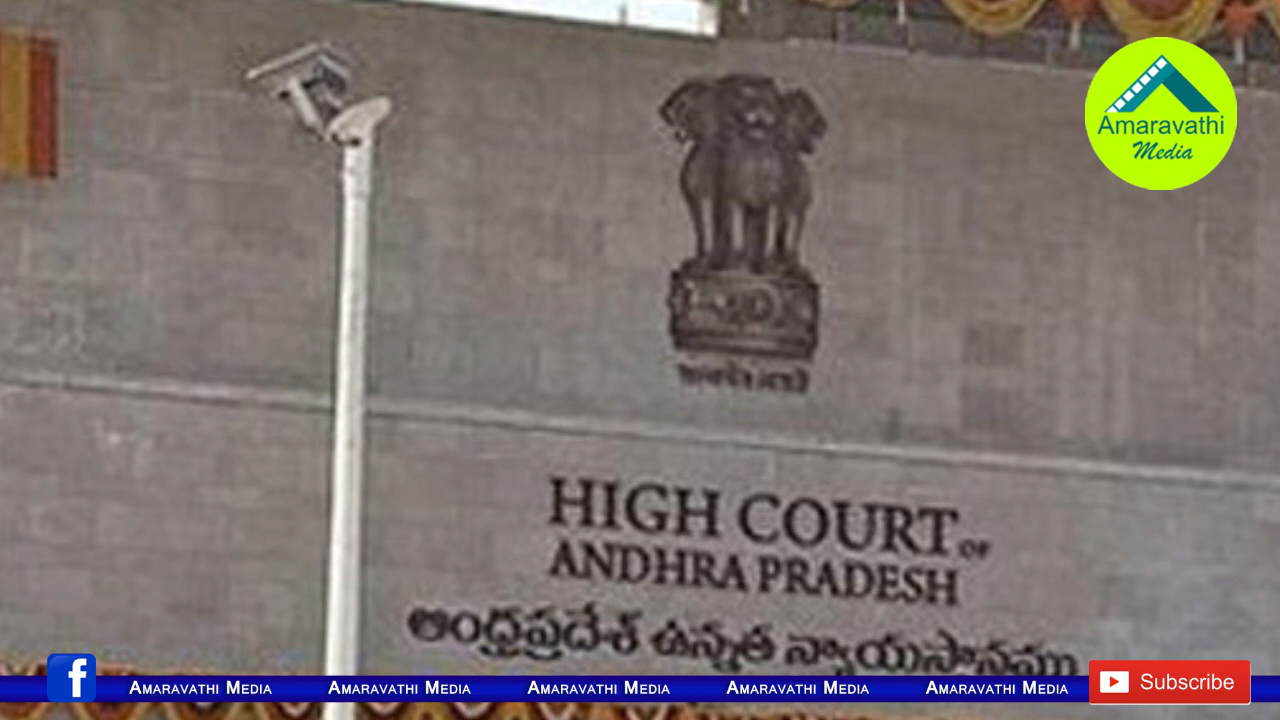 Amaravathi
Media
HIGH COURT OF
ANDHRA PRADESH
ఆంధ్రప్రదేశ్ ఉన్నత న్యాయస్థానము
AMARAVATHI MEDIA AMARAVATHI MEDIA AMARAVATHI MEDIA AMARAVATHI MEDIA AMARAVATHI MEDIA
Subscribe